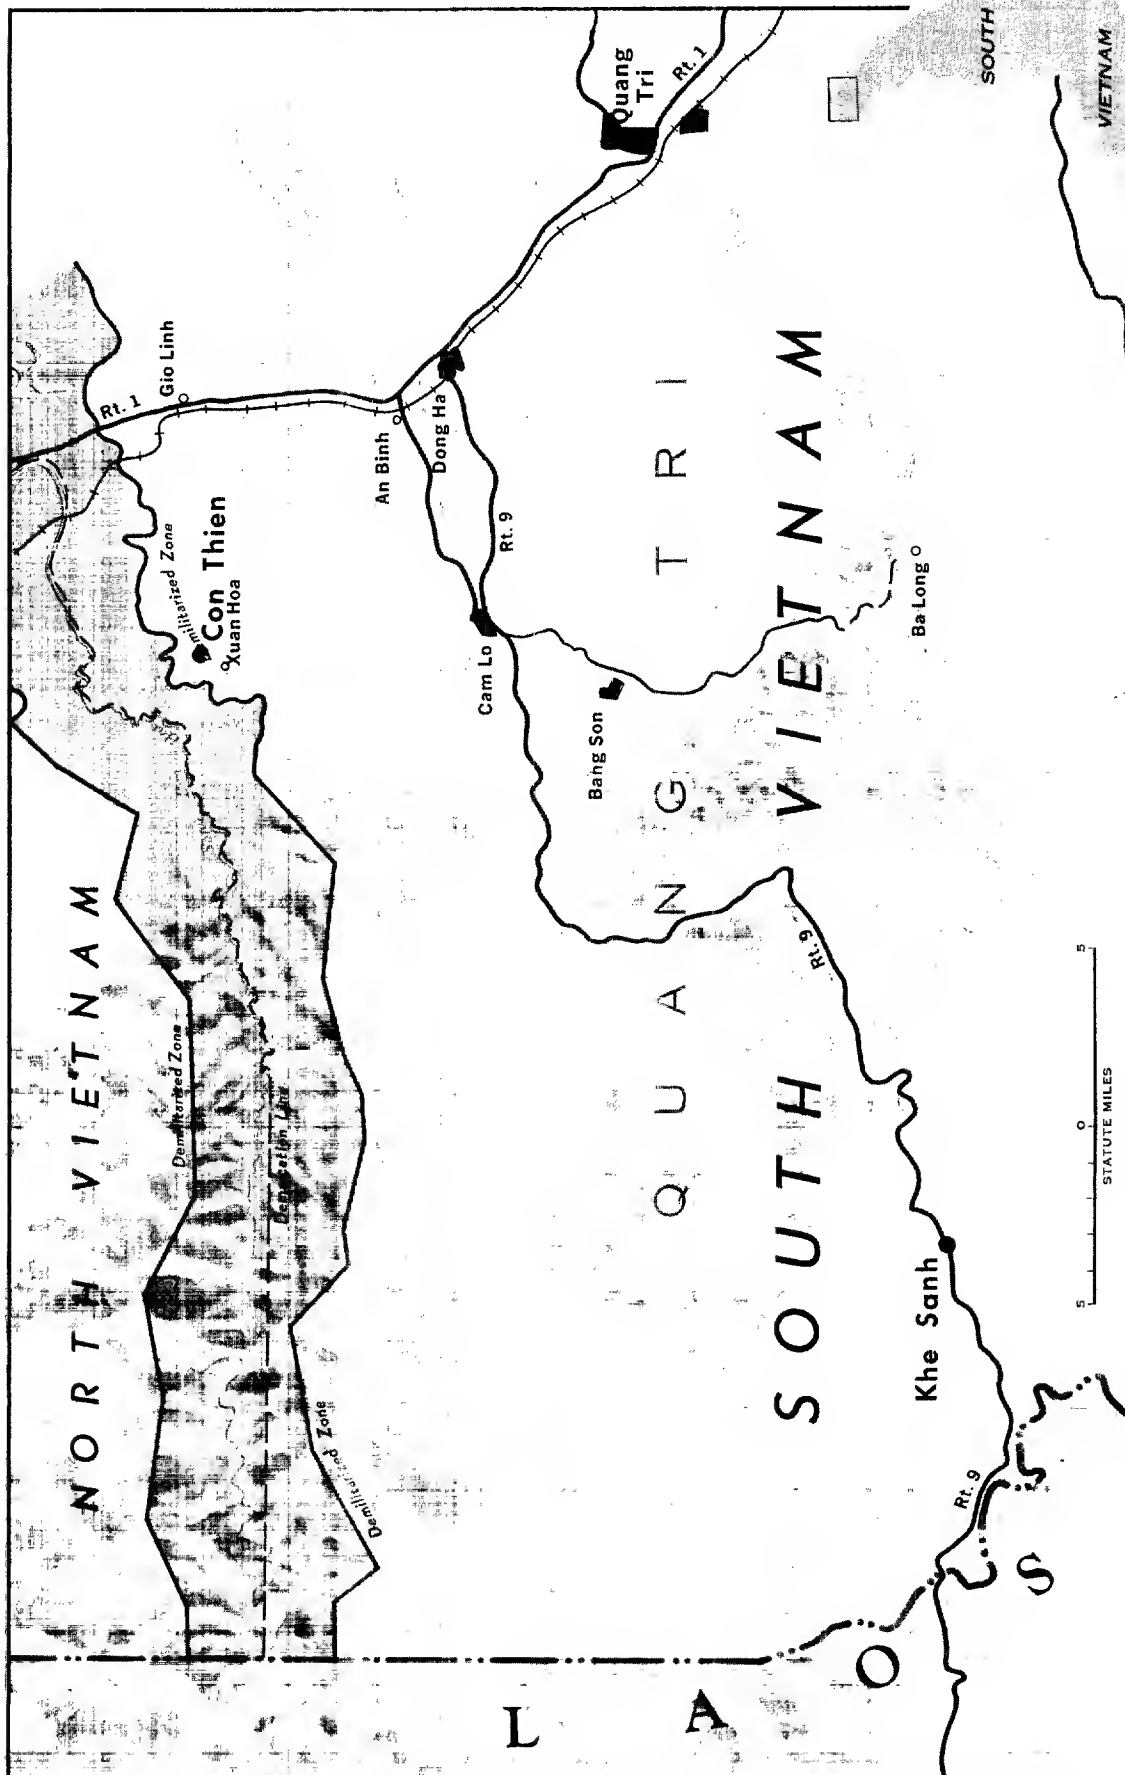 NORTH VIETNAM
Demilitarized Zone
Demarcation Line
Demilitarized Zone
militarized Zone
Con Thien
Xuan Hoa
Rt. 1
Gio Linh
An Binh
Dong Ha
Rt. 9
Cam Lo
Bang Son
Quang
Tri
Rt. 1
QUANG TRI
SOUTH VIETNAM
Ba Long
Rt. 9
Khe Sanh
Rt. 9
LAOS
5 0 5
STATUTE MILES
SOUTH
VIETNAM